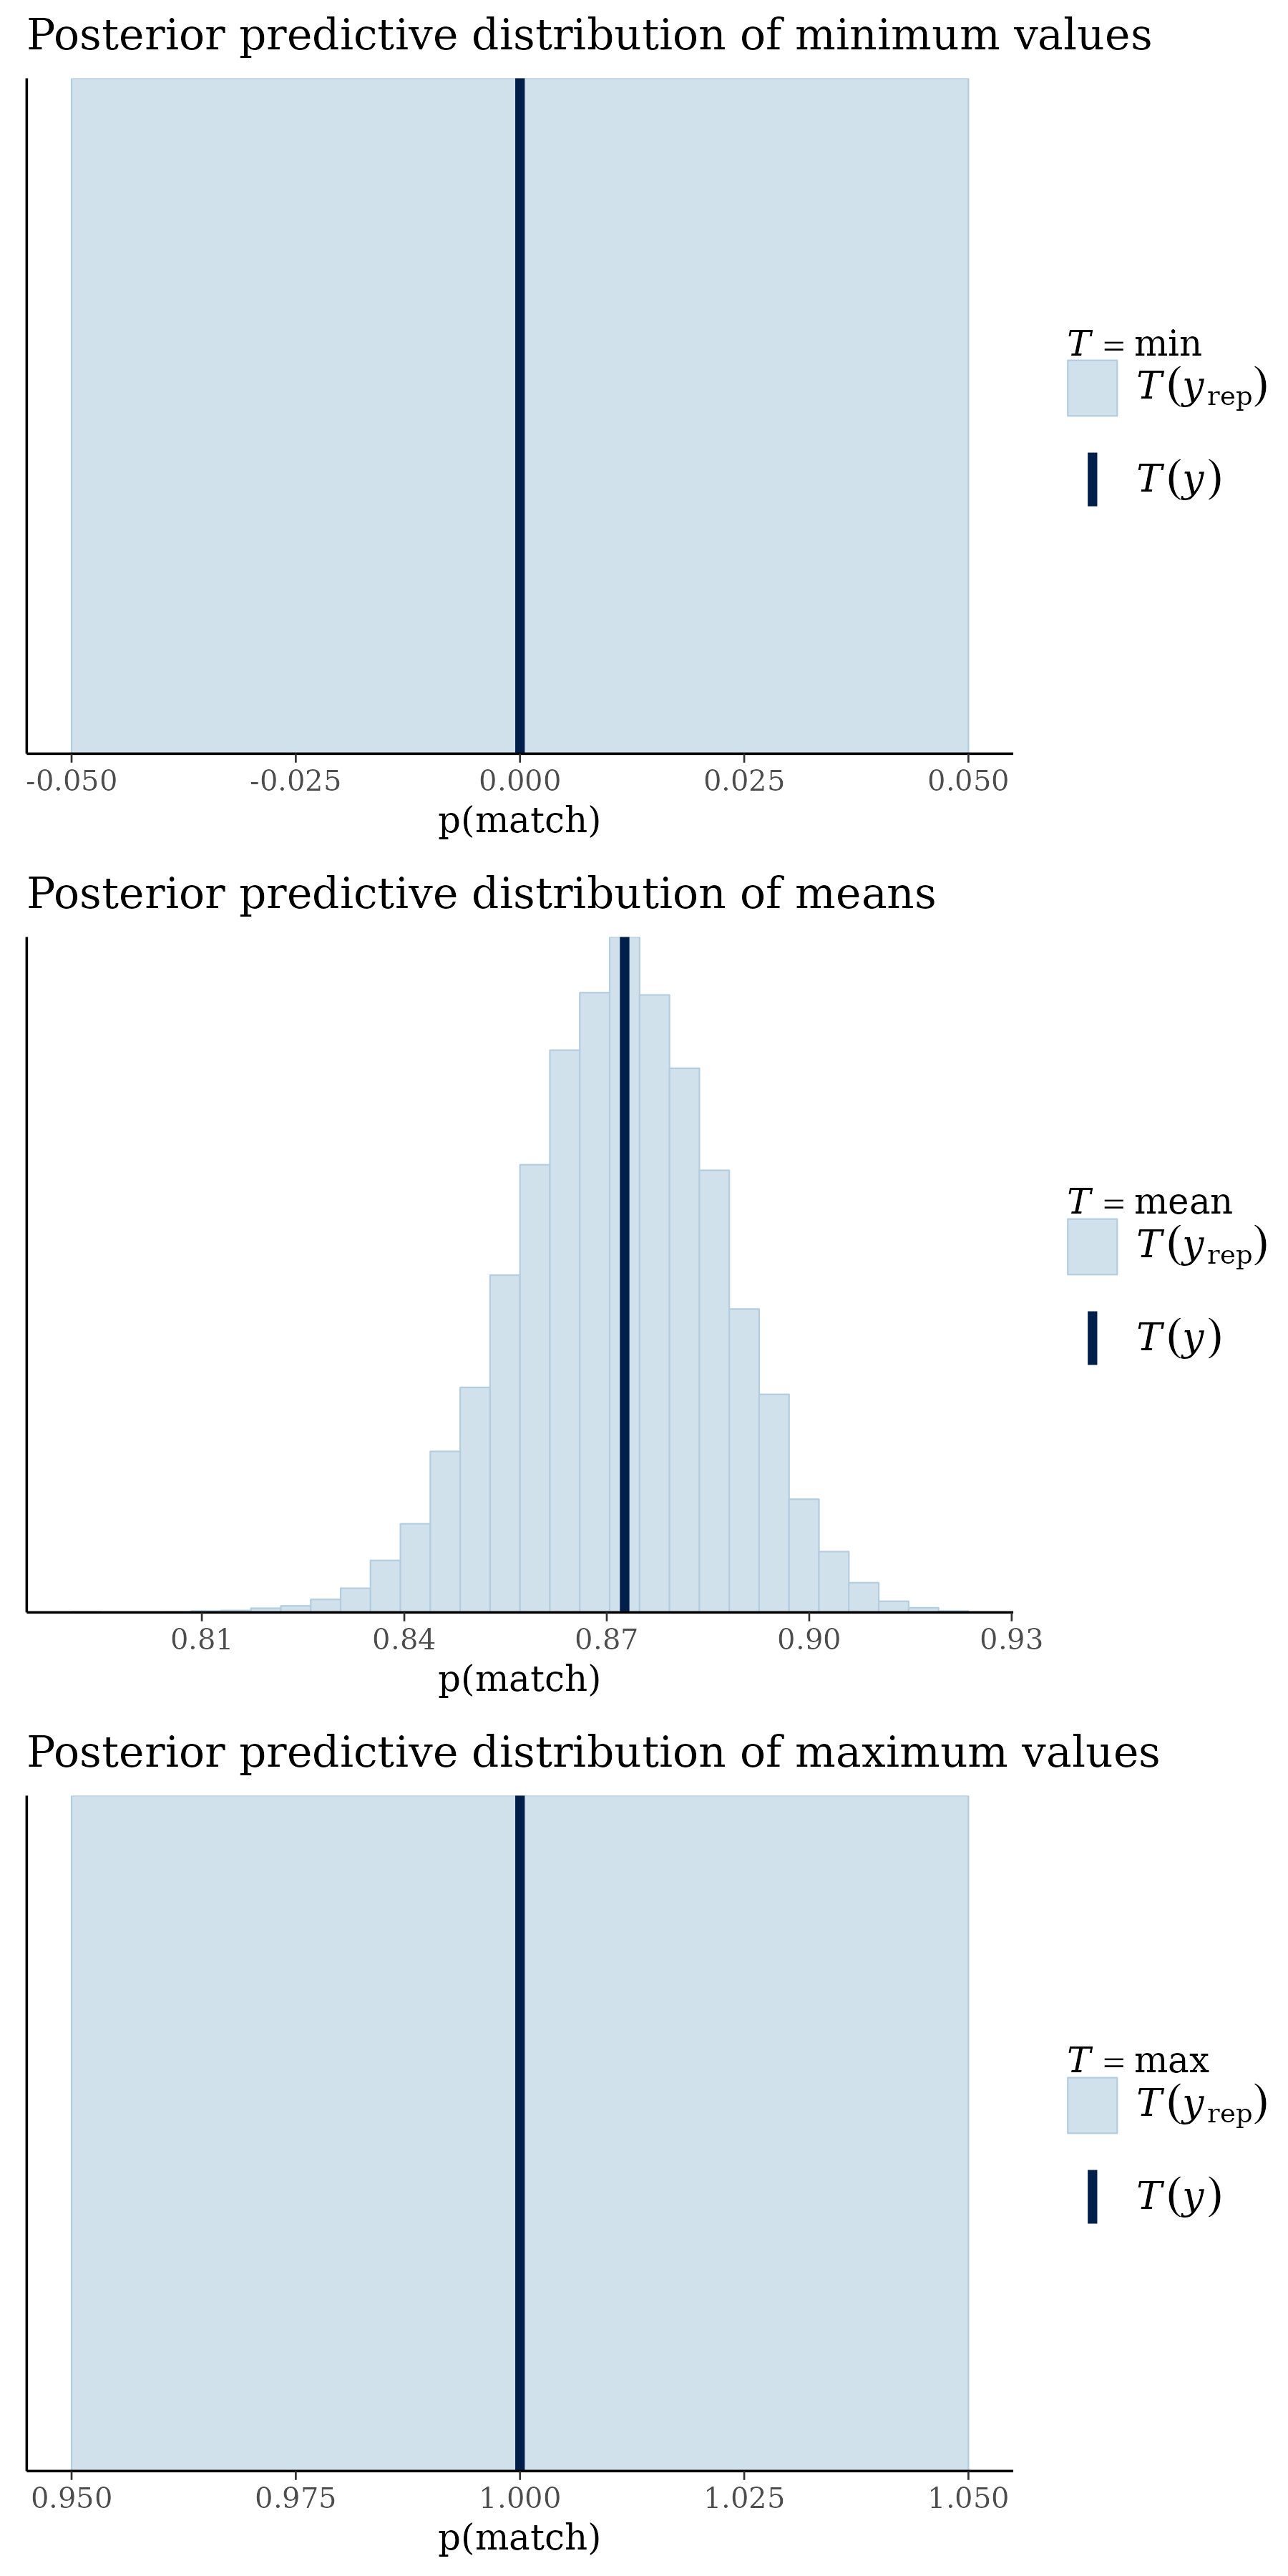 Posterior predictive distribution of minimum values
T = min
T(yrep)
T(y)
-0.050 -0.025 0.000 0.025 0.050
p(match)
Posterior predictive distribution of means
T = mean
T(yrep)
T(y)
0.81 0.84 0.87 0.90 0.93
p(match)
Posterior predictive distribution of maximum values
T = max
T(yrep)
T(y)
0.950 0.975 1.000 1.025 1.050
p(match)